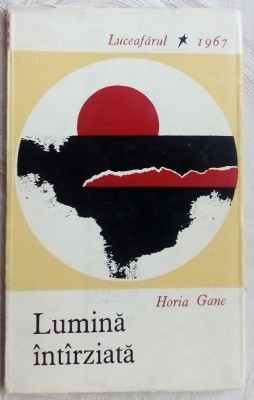 Luceafărul ★ 1967
Horia Gane
Lumină
întîrziată